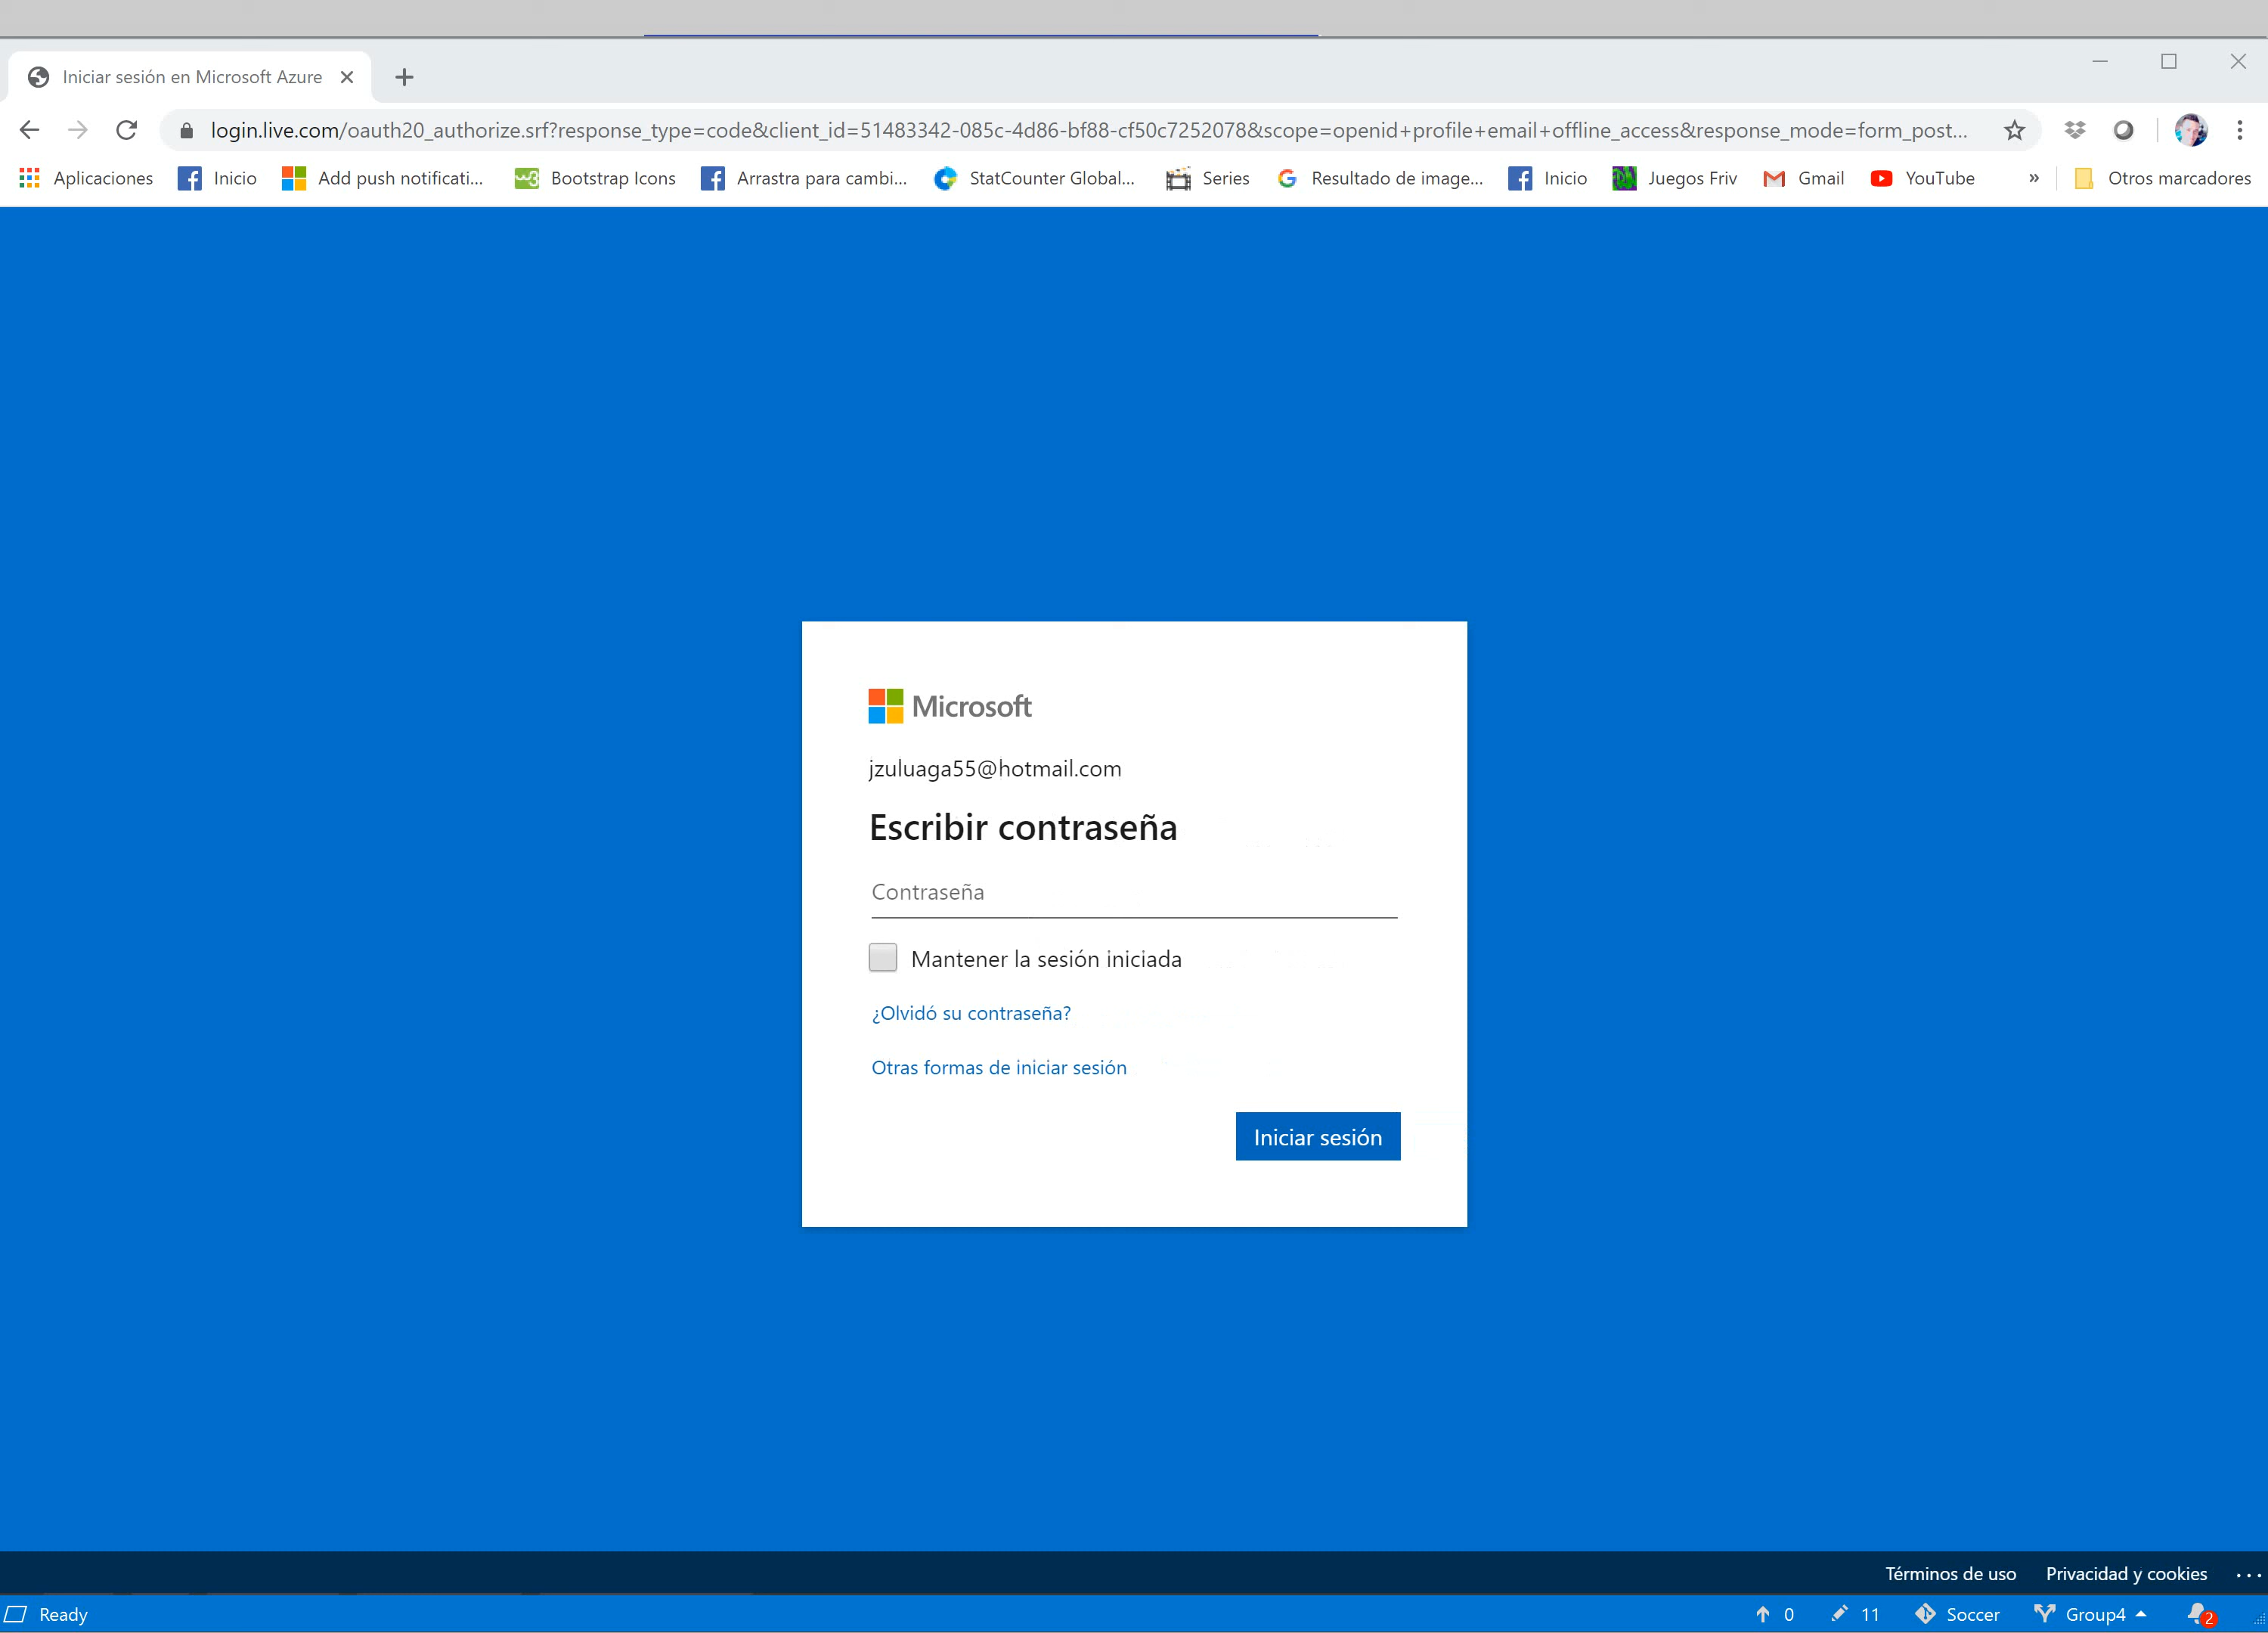 Iniciar sesión en Microsoft Azure
login.live.com/oauth20_authorize.srf?response_type=code&client_id=51483342-085c-4d86-bf88-cf50c7252078&scope=openid+profile+email+offline_access&response_mode=form_post...
Aplicaciones Inicio Add push notificati... Bootstrap Icons Arrastra para cambi... StatCounter Global... Series Resultado de image... Inicio Juegos Friv Gmail YouTube » Otros marcadores
Microsoft
jzuluaga55@hotmail.com
Escribir contraseña
Contraseña
Mantener la sesión iniciada
¿Olvidó su contraseña?
Otras formas de iniciar sesión
Iniciar sesión
Términos de uso Privacidad y cookies ...
Ready 0 11 Soccer Group4 2